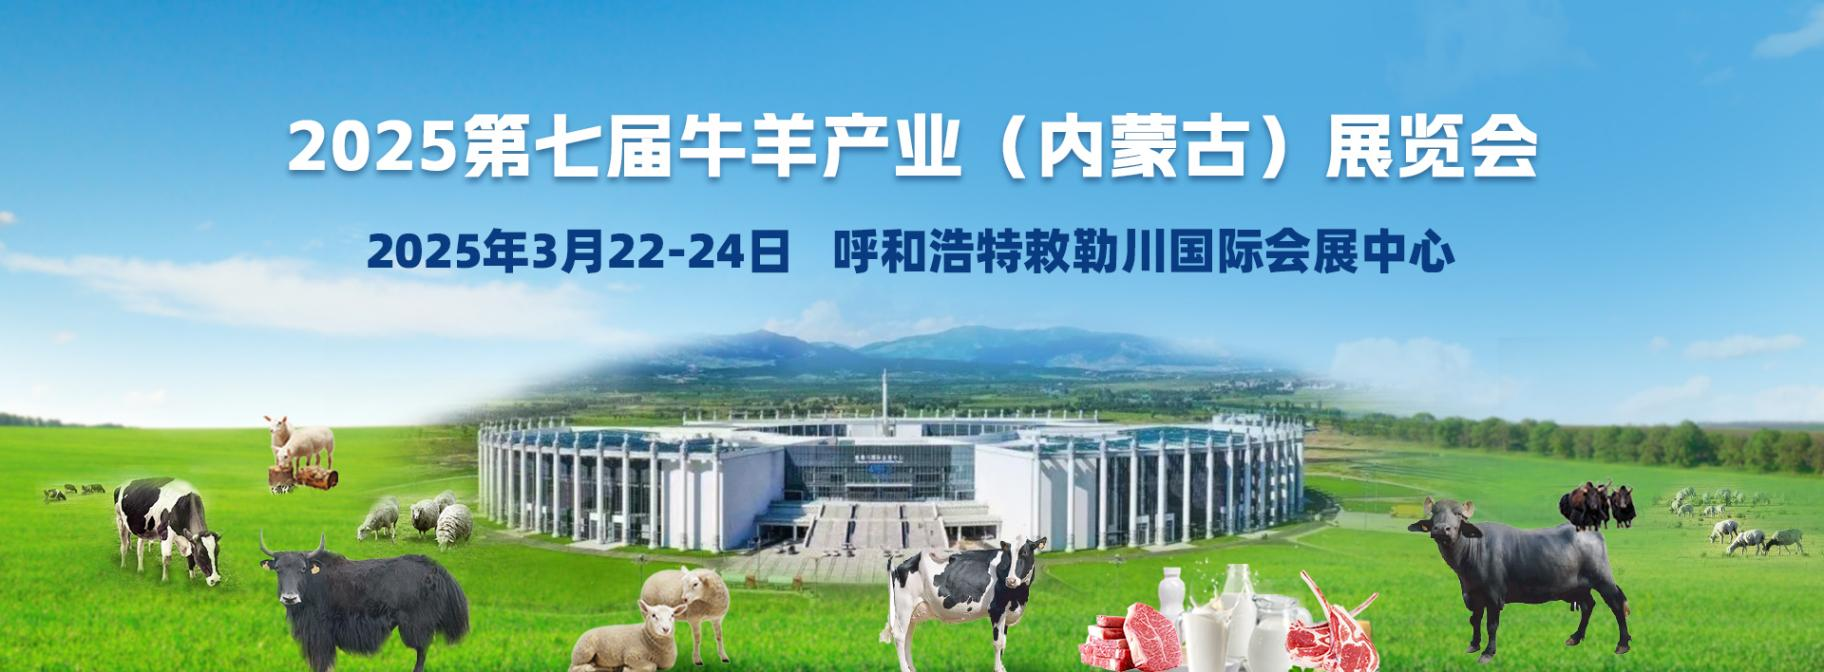 2025第七届牛羊产业（内蒙古）展览会
2025年3月22-24日 呼和浩特敕勒川国际会展中心